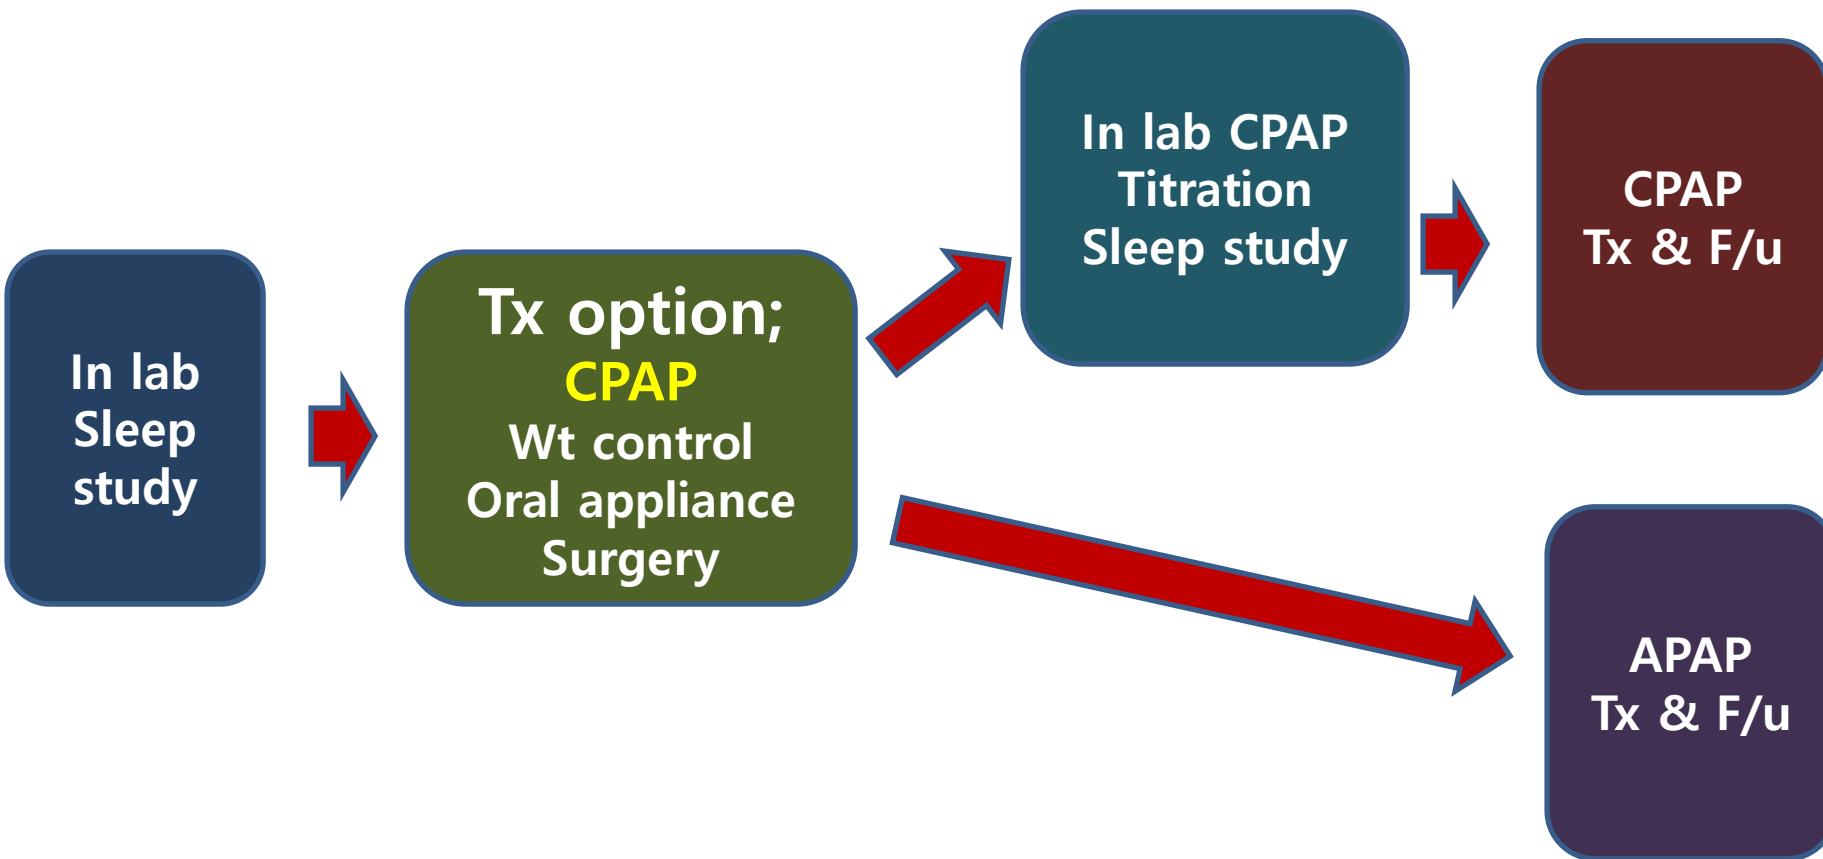 In lab
Sleep
study
Tx option;
CPAP
Wt control
Oral appliance
Surgery
In lab CPAP
Titration
Sleep study
CPAP
Tx & F/u
APAP
Tx & F/u